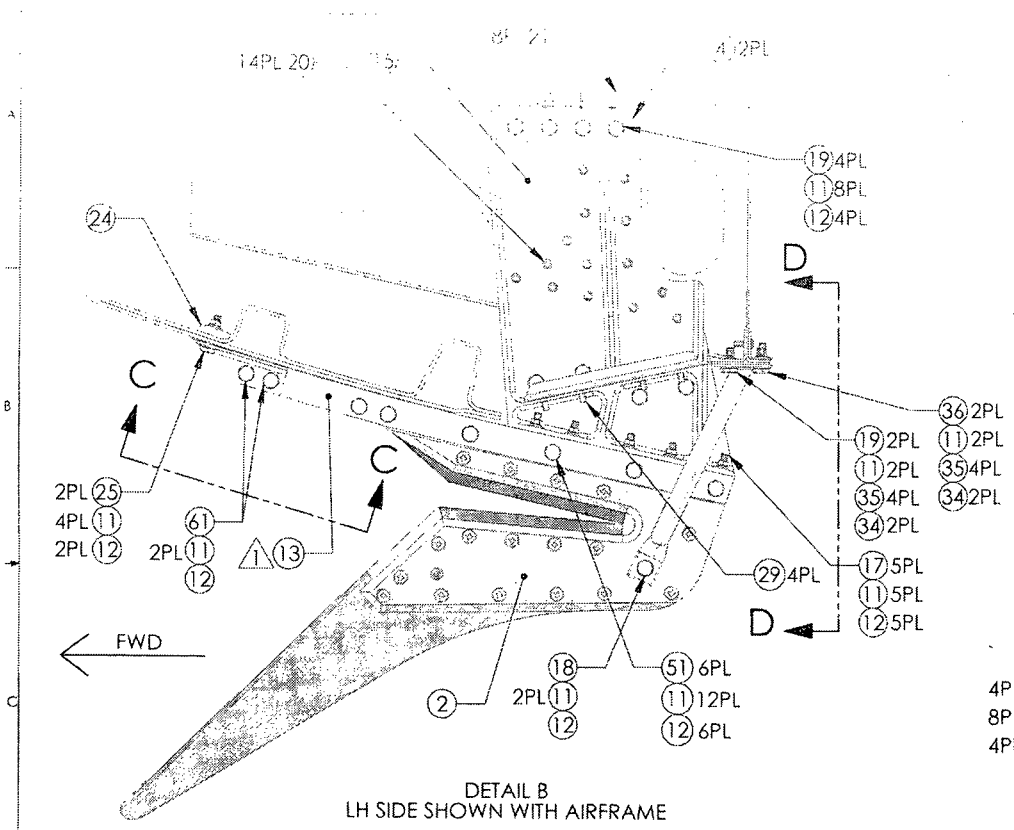 14PL 20
4 2PL
A
19 4PL
11 8PL
12 4PL
24
D
C
B
36 2PL
19 2PL
11 2PL
11 2PL
35 4PL
35 4PL
34 2PL
34 2PL
C
2PL 25
4PL 11
2PL 12
61
2PL 11
12
1 13
29 4PL
17 5PL
11 5PL
12 5PL
D
FWD
18
2PL 11
12
51 6PL
11 12PL
12 6PL
2
C
4P
8P
4P
DETAIL B
LH SIDE SHOWN WITH AIRFRAME